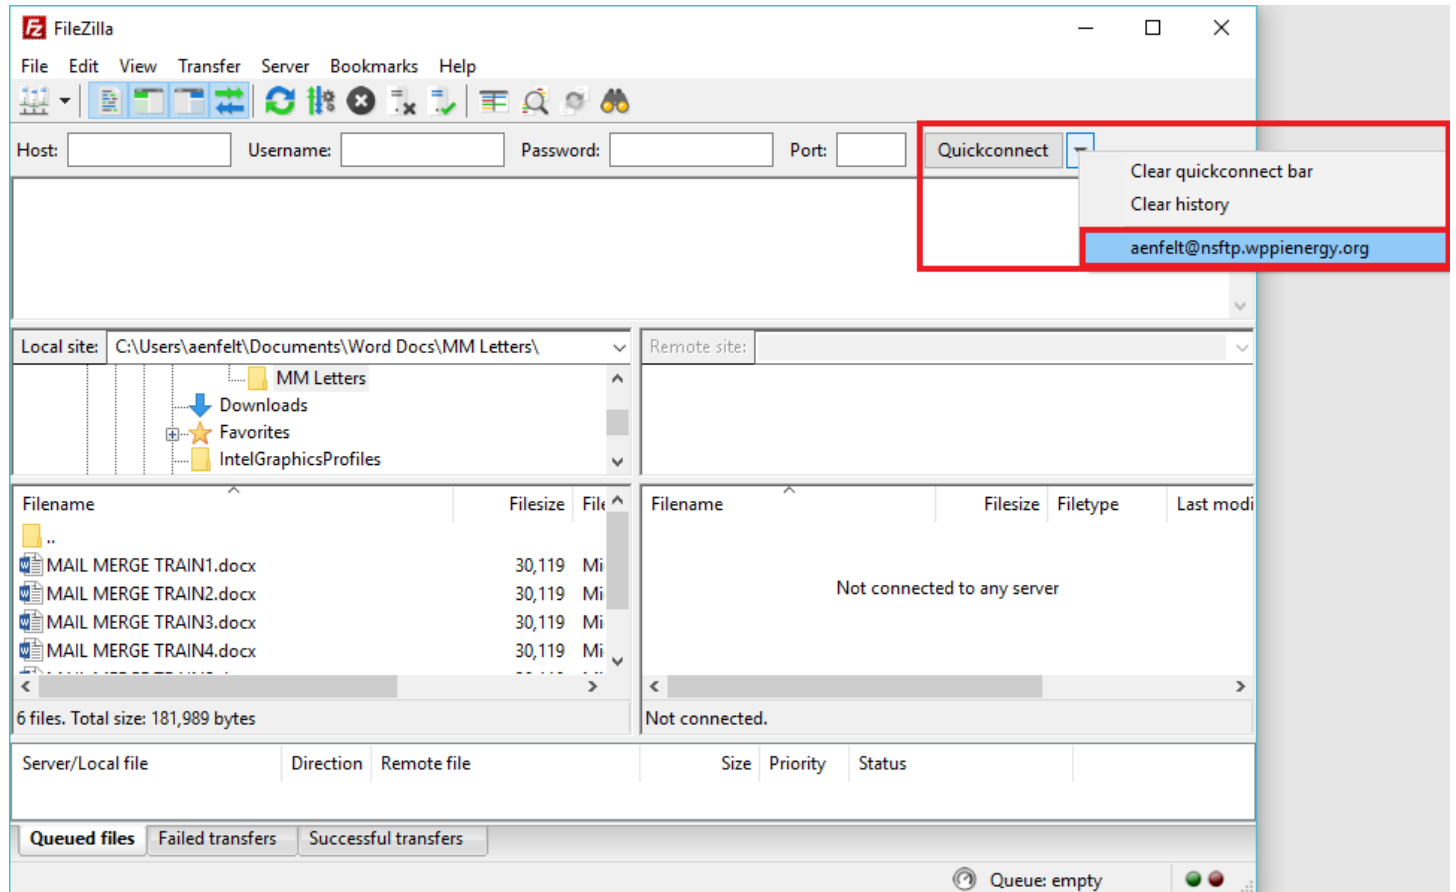 FileZilla
File Edit View Transfer Server Bookmarks Help
Host: Username: Password: Port: Quickconnect
Clear quickconnect bar
Clear history
aenfelt@nsftp.wppienergy.org
Local site: C:\Users\aenfelt\Documents\Word Docs\MM Letters\ Remote site:
MM Letters
Downloads
Favorites
IntelGraphicsProfiles
Filename Filesize File Filename Filesize Filetype Last modi
..
MAIL MERGE TRAIN1.docx 30,119 Mi
MAIL MERGE TRAIN2.docx 30,119 Mi
Not connected to any server
MAIL MERGE TRAIN3.docx 30,119 Mi
MAIL MERGE TRAIN4.docx 30,119 Mi
6 files. Total size: 181,989 bytes Not connected.
Server/Local file Direction Remote file Size Priority Status
Queued files Failed transfers Successful transfers
Queue: empty